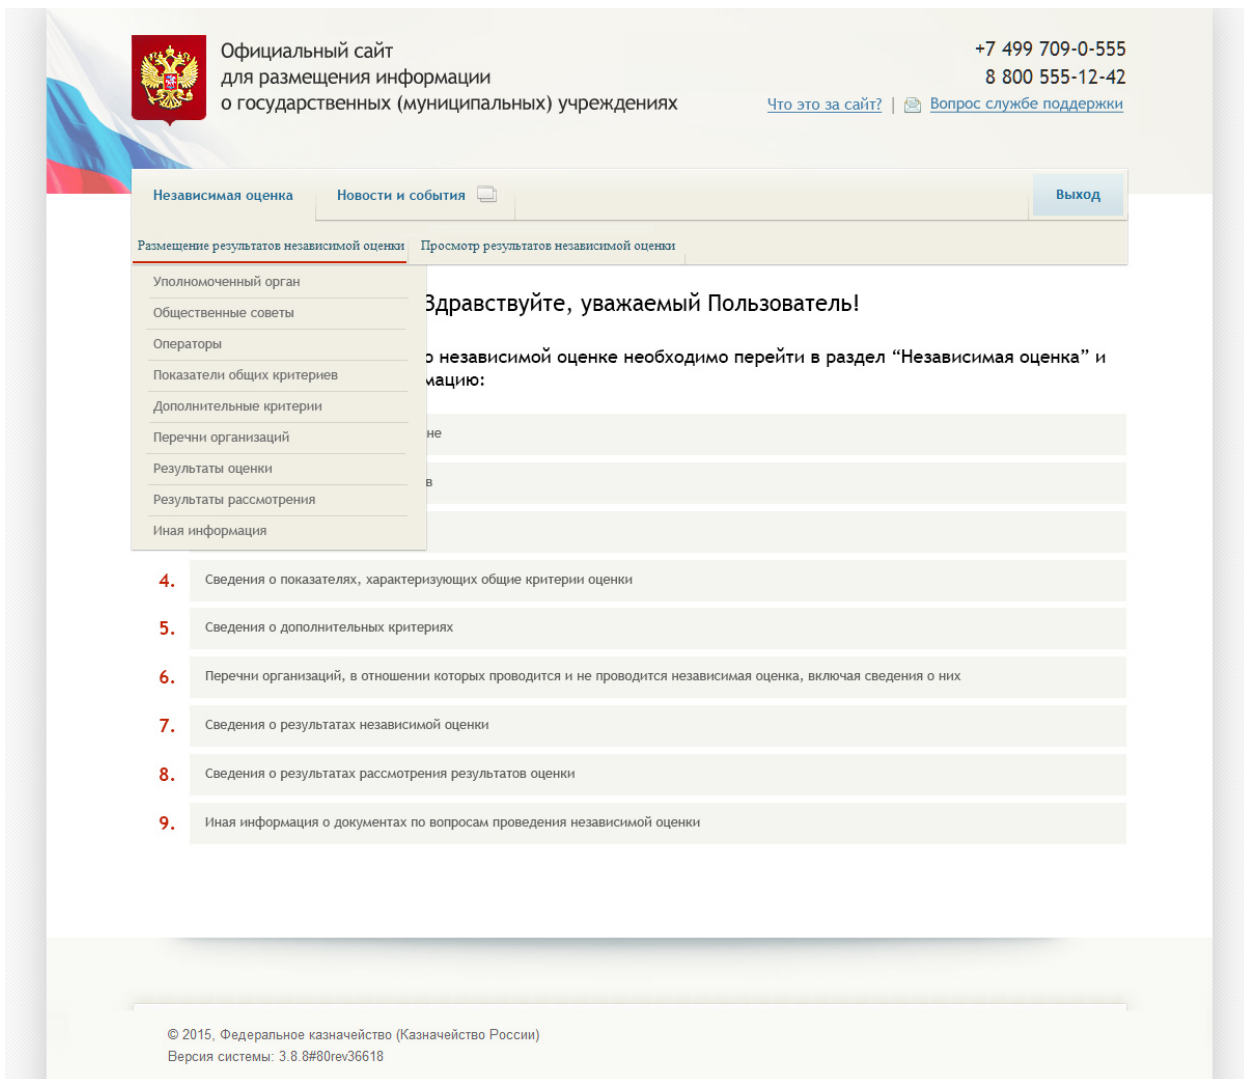 Официальный сайт
для размещения информации
о государственных (муниципальных) учреждениях
+7 499 709-0-555
8 800 555-12-42
Что это за сайт? | Вопрос службе поддержки
Независимая оценка Новости и события Выход
Размещение результатов независимой оценки Просмотр результатов независимой оценки
Уполномоченный орган
Общественные советы
Операторы
Показатели общих критериев
Дополнительные критерии
Перечни организаций
Результаты оценки
Результаты рассмотрения
Иная информация
Здравствуйте, уважаемый Пользователь!
о независимой оценке необходимо перейти в раздел “Независимая оценка” и
мацию:
не
в
4. Сведения о показателях, характеризующих общие критерии оценки
5. Сведения о дополнительных критериях
6. Перечни организаций, в отношении которых проводится и не проводится независимая оценка, включая сведения о них
7. Сведения о результатах независимой оценки
8. Сведения о результатах рассмотрения результатов оценки
9. Иная информация о документах по вопросам проведения независимой оценки
© 2015, Федеральное казначейство (Казначейство России)
Версия системы: 3.8.8#80rev36618